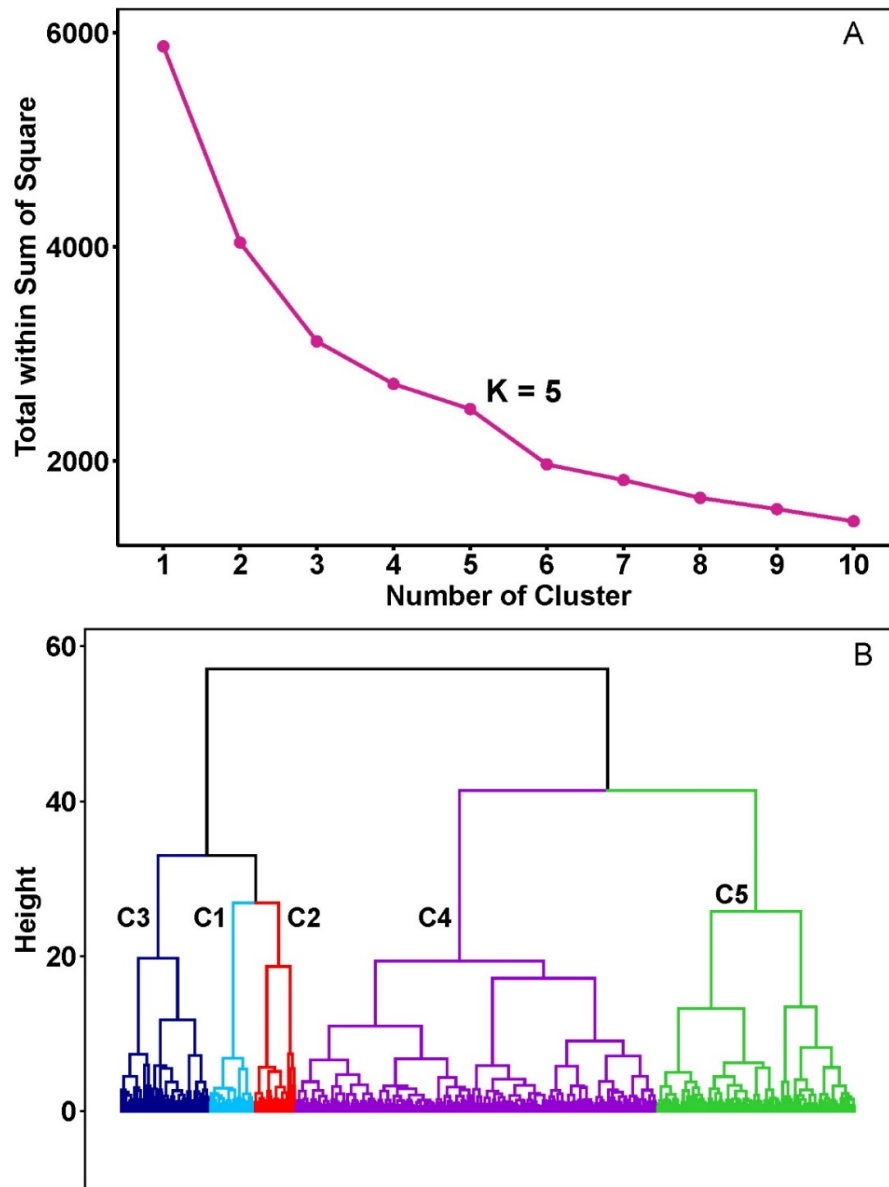 A
6000
4000
2000
Total within Sum of Square
K = 5
1 2 3 4 5 6 7 8 9 10
Number of Cluster
B
60
40
20
0
Height
C3 C1 C2 C4 C5